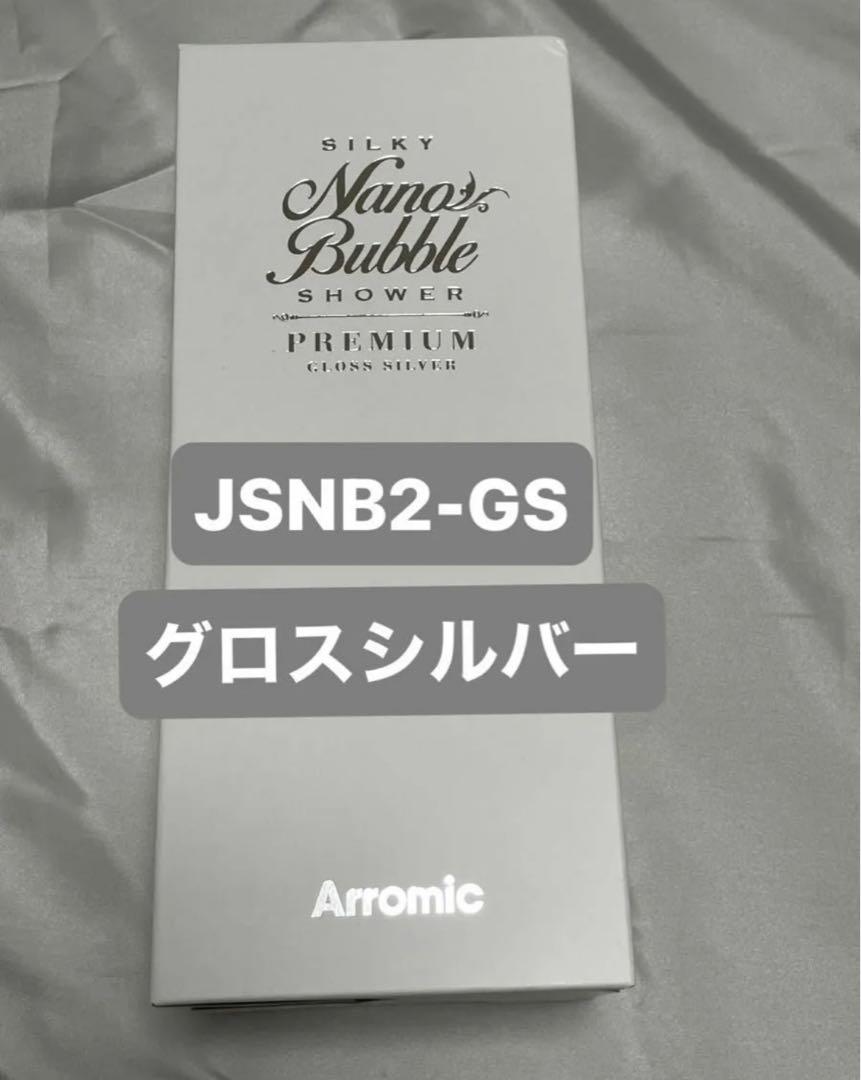 SILKY
Nano
Bubble
SHOWER
PREMIUM
GLOSS SILVER
JSNB2-GS
グロスシルバー
Arromic